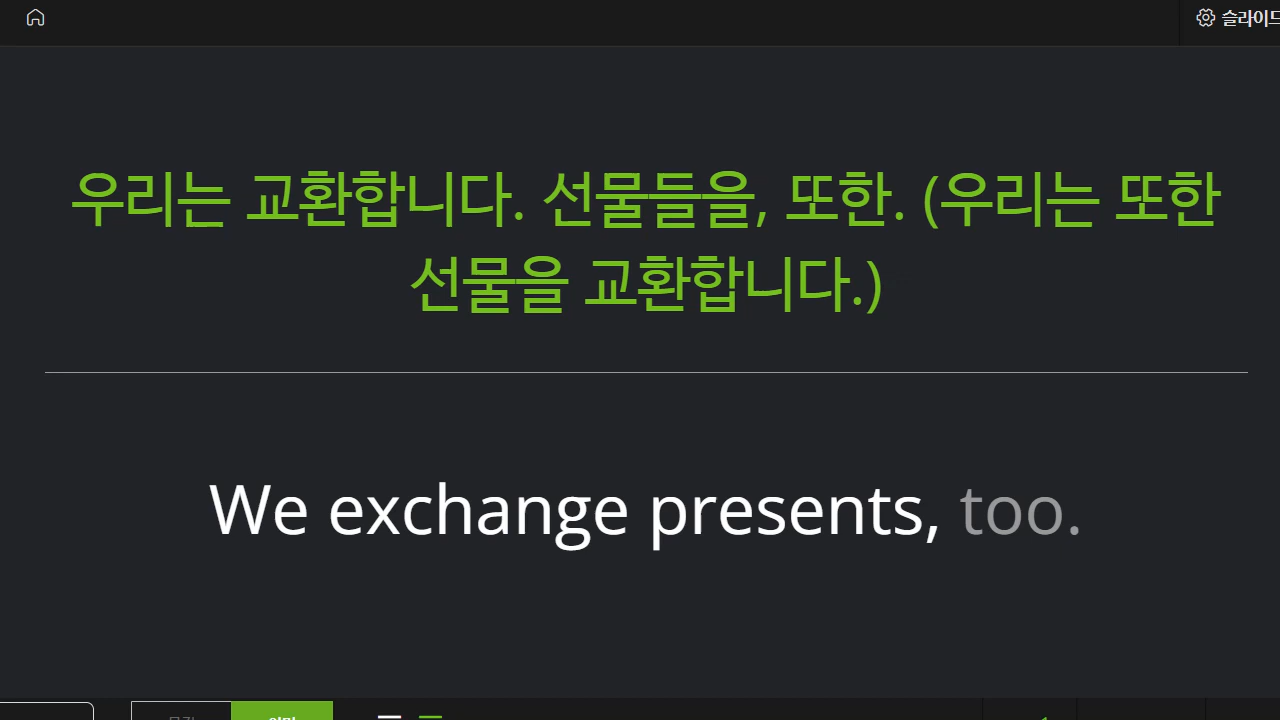 슬라이드
우리는 교환합니다. 선물들을, 또한. (우리는 또한
선물을 교환합니다.)
We exchange presents, too.